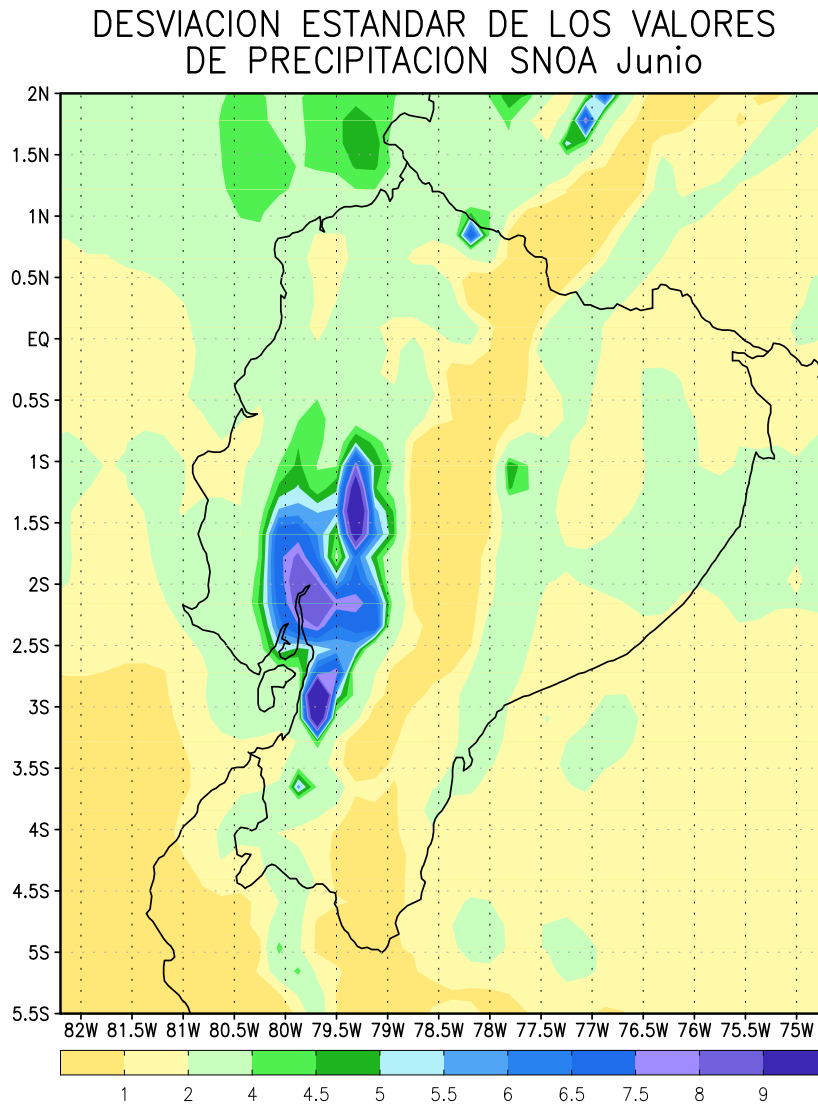 DESVIACION ESTANDAR DE LOS VALORES
DE PRECIPITACION SNOA Junio
2N
1.5N
1N
0.5N
EQ
0.5S
1S
1.5S
2S
2.5S
3S
3.5S
4S
4.5S
5S
5.5S
82W 81.5W 81W 80.5W 80W 79.5W 79W 78.5W 78W 77.5W 77W 76.5W 76W 75.5W 75W
1 2 4 4.5 5 5.5 6 6.5 7.5 8 9